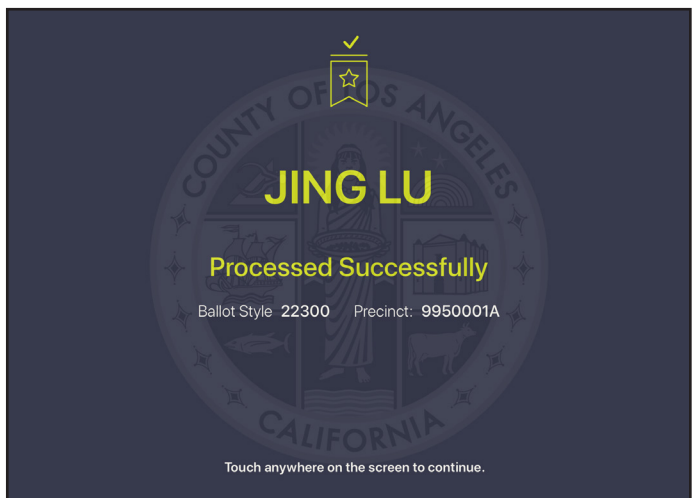 COUNTY OF LOS ANGELES
JING LU
Processed Successfully
Ballot Style 22300 Precinct: 9950001A
CALIFORNIA
Touch anywhere on the screen to continue.